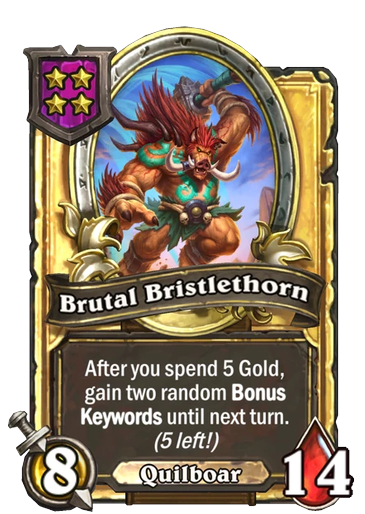 Brutal Bristlethorn
After you spend 5 Gold,
gain two random Bonus
Keywords until next turn.
(5 left!)
8
Quilboar
14